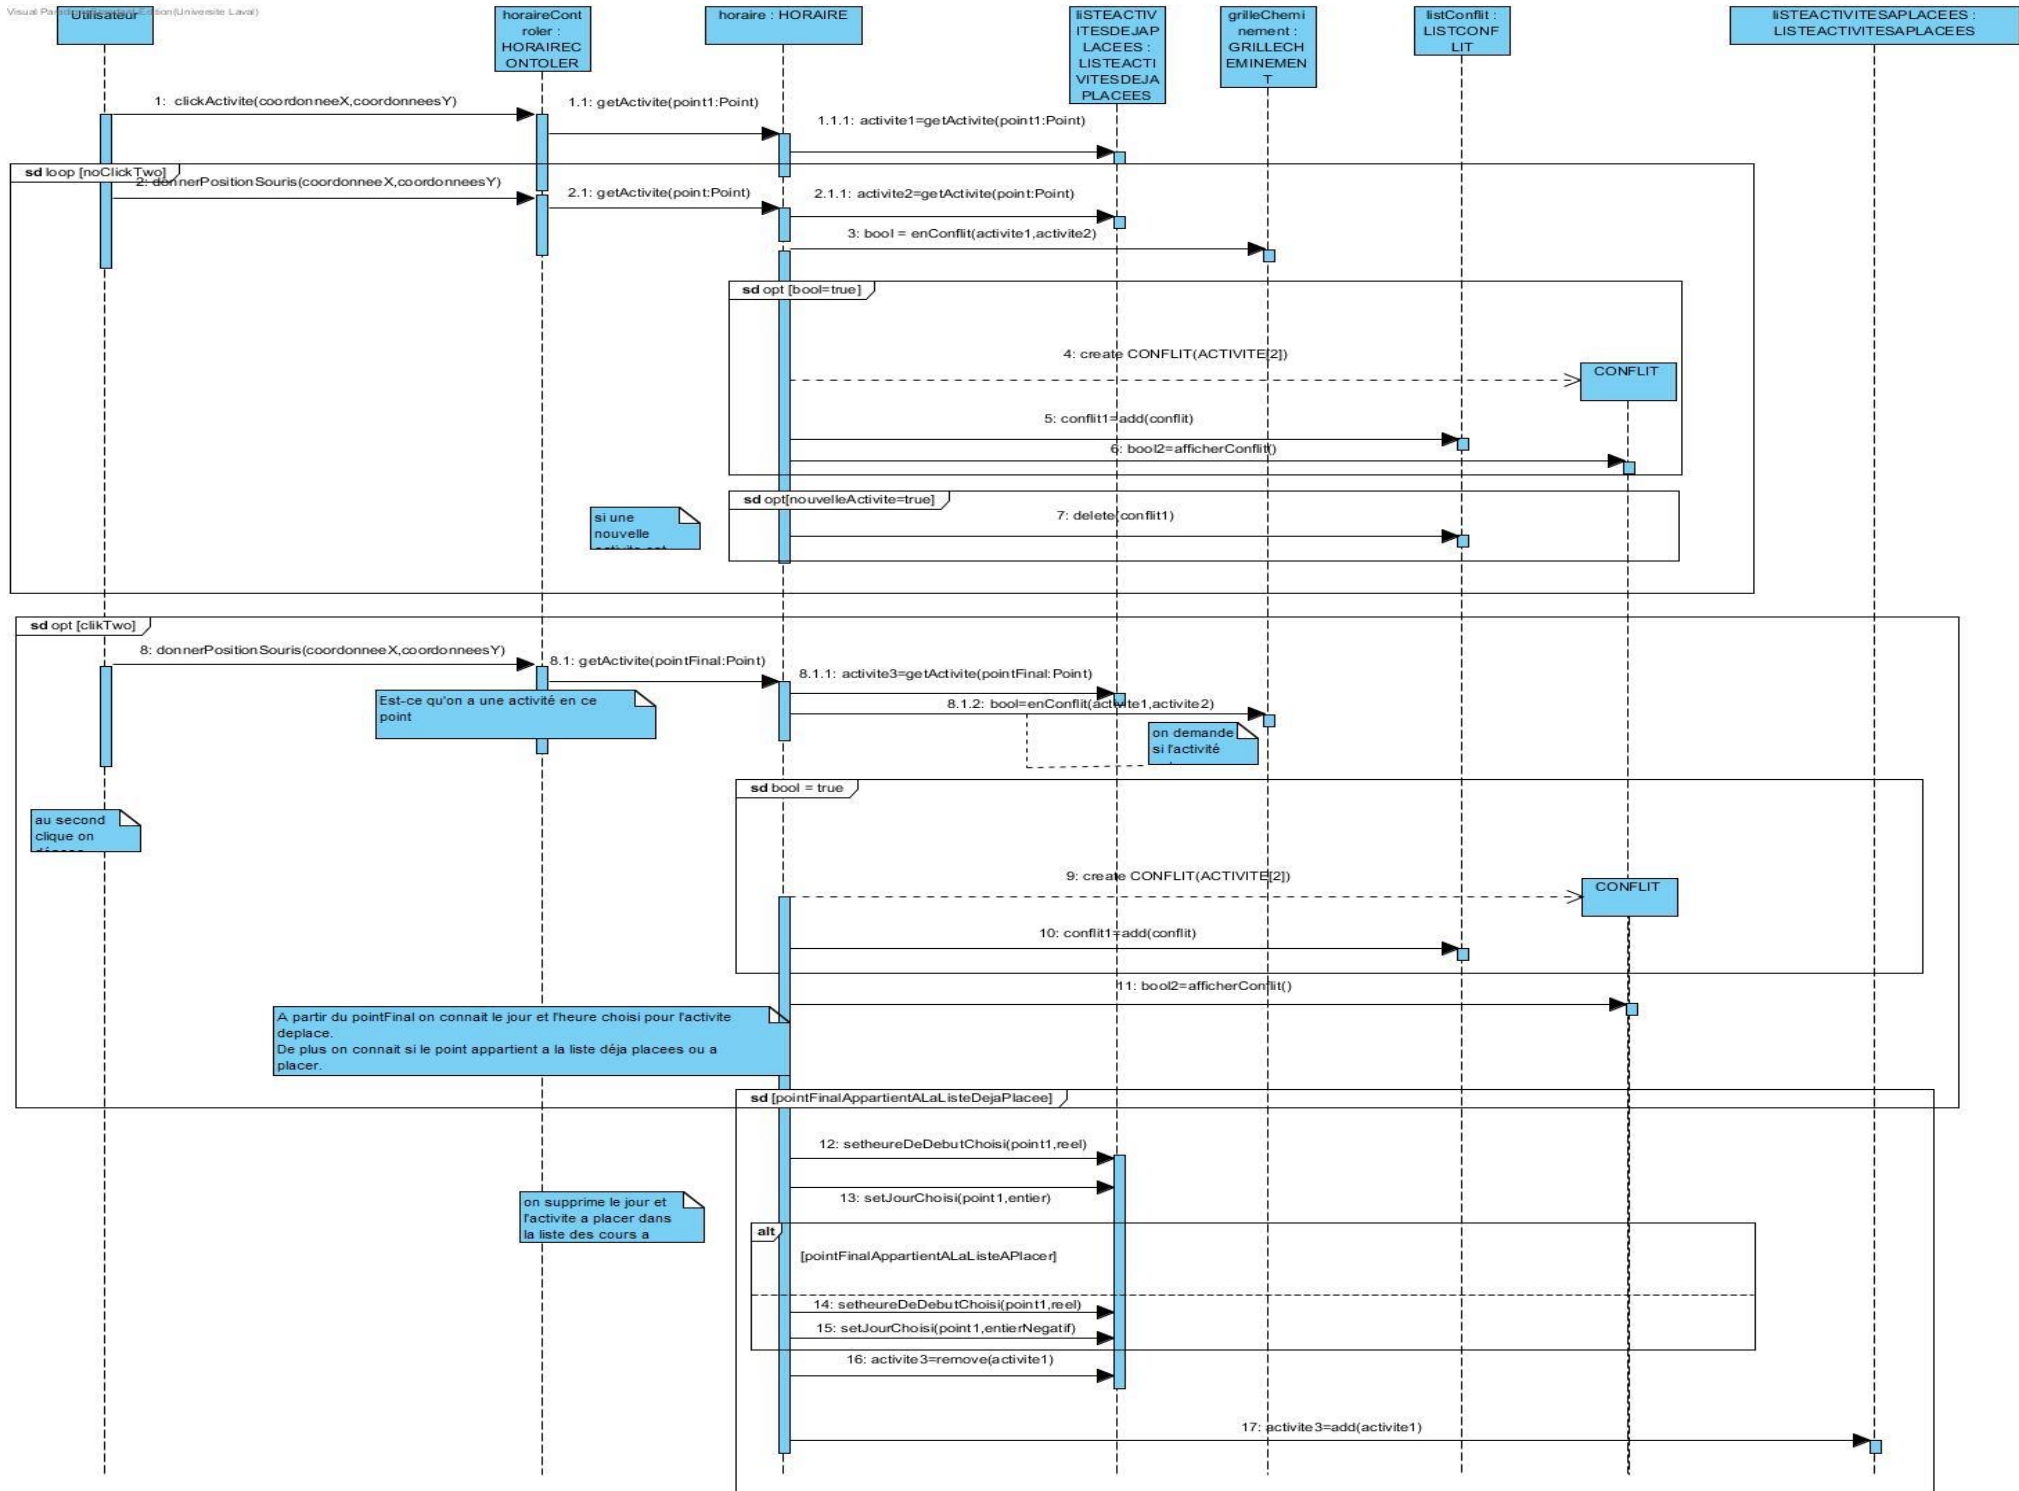 Visual Pa
tion(Universite Laval)
Utilisateur
horaireCont
roler :
HORAIREC
ONTOLER
horaire : HORAIRE
liSTEACTIV
ITESDEJAP
LACEES :
LISTEACTI
VITESDEJA
PLACEES
grilleChemi
nement :
GRILLECH
EMINEMEN
T
listConflit :
LISTCONF
LIT
liSTEACTIVITESAPLACEES :
LISTEACTIVITESAPLACEES
1: clickActivite(coordonneeX,coordonneesY)
1.1: getActivite(point1:Point)
1.1.1: activite1=getActivite(point1:Point)
sd loop [noClickTwo]
2: donnerPositionSouris(coordonneeX,coordonneesY)
2.1: getActivite(point:Point)
2.1.1: activite2=getActivite(point:Point)
3: bool = enConflit(activite1,activite2)
sd opt [bool=true]
4: create CONFLIT(ACTIVITE[2])
CONFLIT
5: conflit1=add(conflit)
6: bool2=afficherConflit()
sd opt[nouvelleActivite=true]
si une
nouvelle
activite est
7: delete(conflit1)
sd opt [clikTwo]
8: donnerPositionSouris(coordonneeX,coordonneesY)
8.1: getActivite(pointFinal:Point)
8.1.1: activite3=getActivite(pointFinal:Point)
Est-ce qu'on a une activité en ce
point
8.1.2: bool=enConflit(activite1,activite2)
on demande
si l'activité
sd bool = true
au second
clique on
9: create CONFLIT(ACTIVITE[2])
CONFLIT
10: conflit1=add(conflit)
11: bool2=afficherConflit()
A partir du pointFinal on connait le jour et l'heure choisi pour l'activite
deplace.
De plus on connait si le point appartient a la liste déja placees ou a
placer.
sd [pointFinalAppartientALaListeDejaPlacee]
12: setheureDeDebutChoisi(point1,reel)
13: setJourChoisi(point1,entier)
on supprime le jour et
l'activite a placer dans
la liste des cours a
alt
[pointFinalAppartientALaListeAPlacer]
14: setheureDeDebutChoisi(point1,reel)
15: setJourChoisi(point1,entierNegatif)
16: activite3=remove(activite1)
17: activite3=add(activite1)